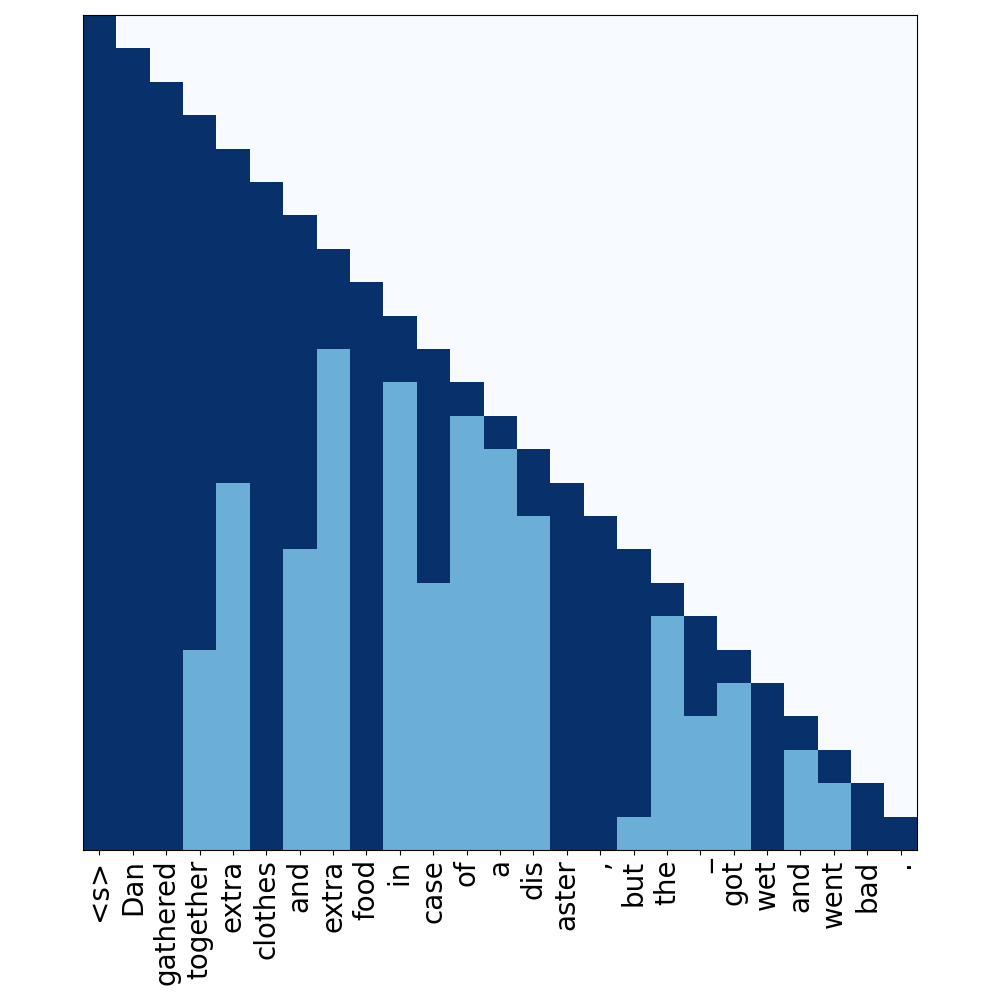 <s> Dan gathered together extra clothes and extra food in case of a dis aster , but the _ got wet and went bad .